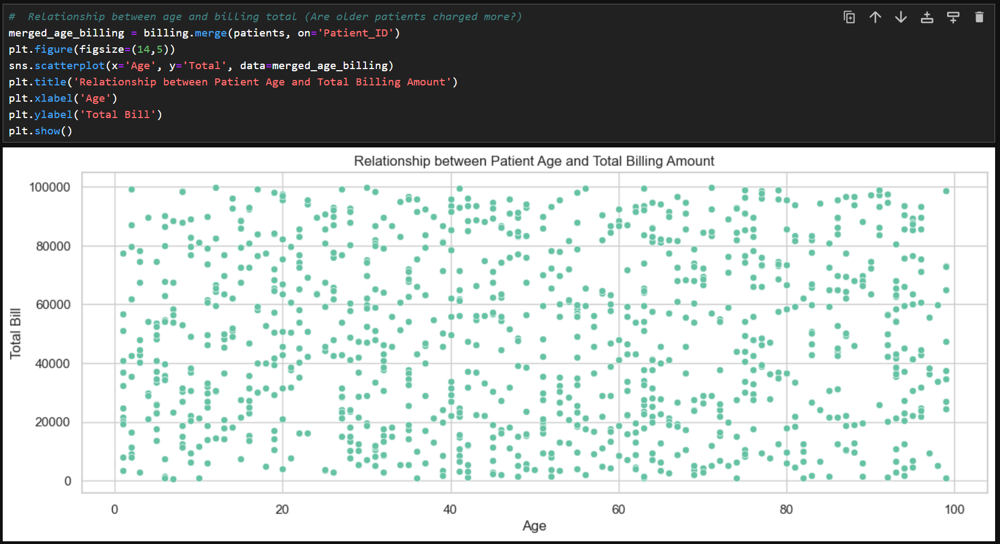 #  Relationship between age and billing total (Are older patients charged more?)
merged_age_billing = billing.merge(patients, on='Patient_ID')
plt.figure(figsize=(14,5))
sns.scatterplot(x='Age', y='Total', data=merged_age_billing)
plt.title('Relationship between Patient Age and Total Billing Amount')
plt.xlabel('Age')
plt.ylabel('Total Bill')
plt.show()
Relationship between Patient Age and Total Billing Amount
100000
80000
60000
40000
20000
0
Total Bill
0 20 40 60 80 100
Age